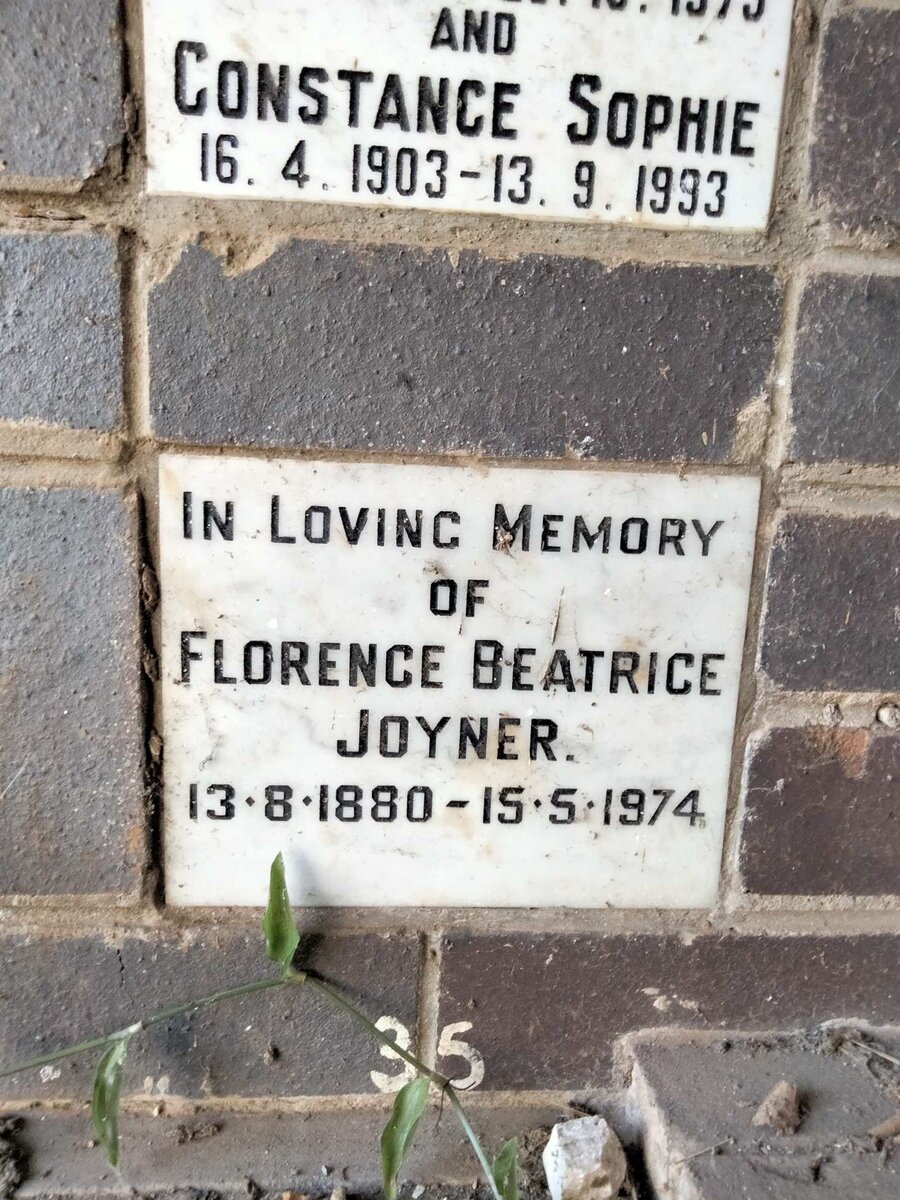 1973
AND
CONSTANCE SOPHIE
16. 4. 1903-13. 9. 1993
IN LOVING MEMORY
OF
FLORENCE BEATRICE
JOYNER.
13·8·1880-15·5·1974
35